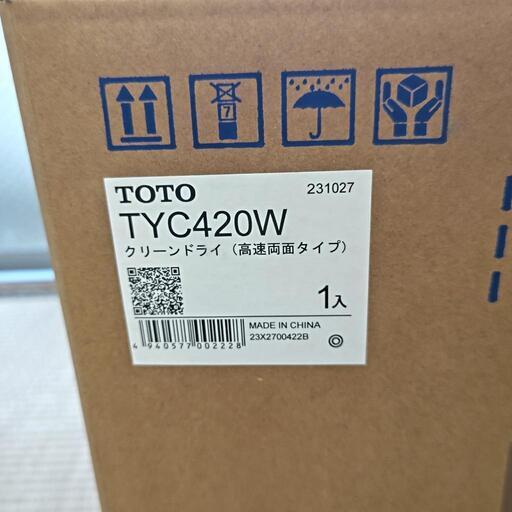 7
TOTO 231027
TYC420W
クリーンドライ（高速両面タイプ）
1入
MADE IN CHINA
23X2700422B
4 940577 002228